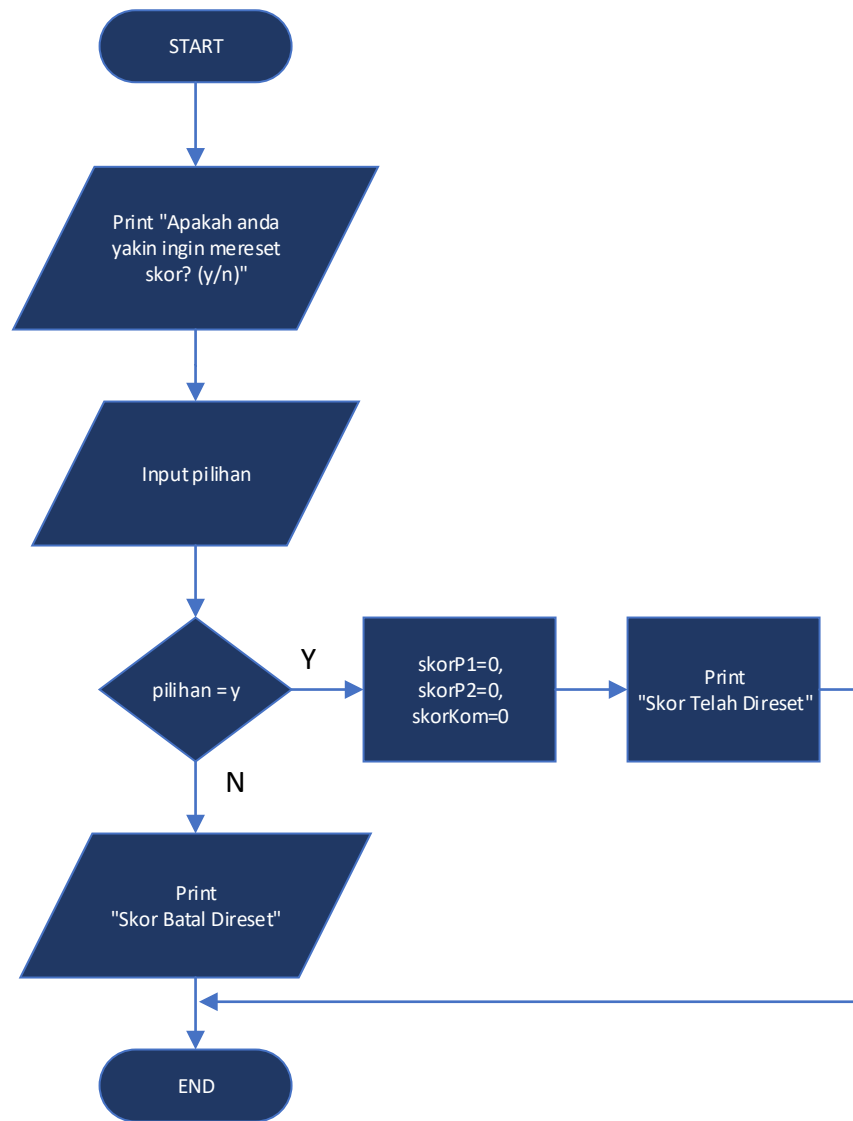 START
Print "Apakah anda
yakin ingin mereset
skor? (y/n)"
Input pilihan
pilihan = y
Y
skorP1=0,
skorP2=0,
skorKom=0
Print
"Skor Telah Direset"
N
Print
"Skor Batal Direset"
END